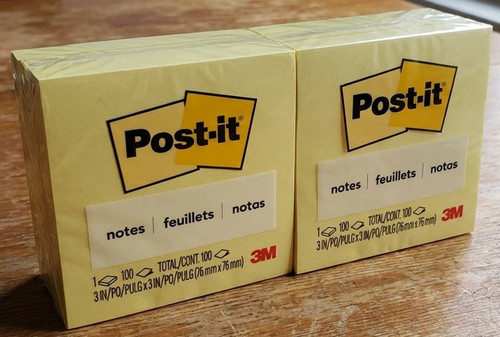 Post-it®
notes | feuillets | notas
1 100 TOTAL/CONT. 100
3 IN/PO/PULG x 3 IN/PO/PULG (76 mm x 76 mm)
3M
Post-it®
notes | feuillets | notas
1 100 TOTAL/CONT. 100
3 IN/PO/PULG x 3 IN/PO/PULG (76 mm x 76 mm)
3M